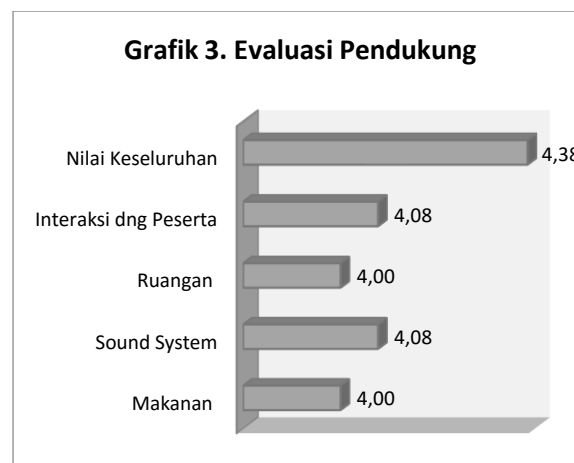 Grafik 3. Evaluasi Pendukung
Nilai Keseluruhan 4,38
Interaksi dng Peserta 4,08
Ruangan 4,00
Sound System 4,08
Makanan 4,00